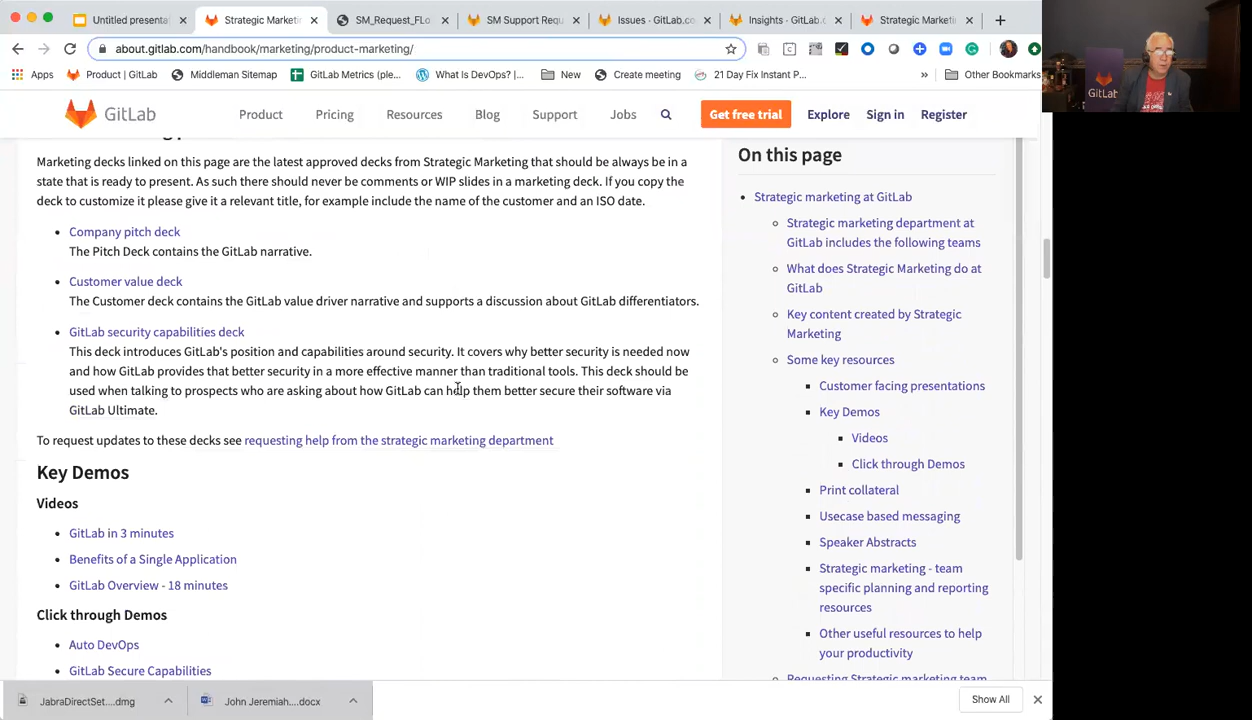 Untitled presenta
Strategic Marketi
SM_Request_FLo
SM Support Requ
Issues · GitLab.co
Insights · GitLab.c
Strategic Marketi
about.gitlab.com/handbook/marketing/product-marketing/
Apps
Product | GitLab
Middleman Sitemap
GitLab Metrics (ple...
What Is DevOps? |...
New
Create meeting
21 Day Fix Instant P...
»
Other Bookmarks
GitLab
GitLab
Product
Pricing
Resources
Blog
Support
Jobs
Get free trial
Explore
Sign in
Register
Marketing decks linked on this page are the latest approved decks from Strategic Marketing that should be always be in a
state that is ready to present. As such there should never be comments or WIP slides in a marketing deck. If you copy the
deck to customize it please give it a relevant title, for example include the name of the customer and an ISO date.
• Company pitch deck
The Pitch Deck contains the GitLab narrative.
• Customer value deck
The Customer deck contains the GitLab value driver narrative and supports a discussion about GitLab differentiators.
• GitLab security capabilities deck
This deck introduces GitLab's position and capabilities around security. It covers why better security is needed now
and how GitLab provides that better security in a more effective manner than traditional tools. This deck should be
used when talking to prospects who are asking about how GitLab can help them better secure their software via
GitLab Ultimate.
To request updates to these decks see requesting help from the strategic marketing department
Key Demos
Videos
• GitLab in 3 minutes
• Benefits of a Single Application
• GitLab Overview - 18 minutes
Click through Demos
• Auto DevOps
• GitLab Secure Capabilities
On this page
• Strategic marketing at GitLab
Strategic marketing department at
GitLab includes the following teams
What does Strategic Marketing do at
GitLab
Key content created by Strategic
Marketing
Some key resources
Customer facing presentations
Key Demos
Videos
Click through Demos
Print collateral
Usecase based messaging
Speaker Abstracts
Strategic marketing - team
specific planning and reporting
resources
Other useful resources to help
your productivity
Requesting Strategic marketing team
JabraDirectSet....dmg
John Jeremiah....docx
Show All